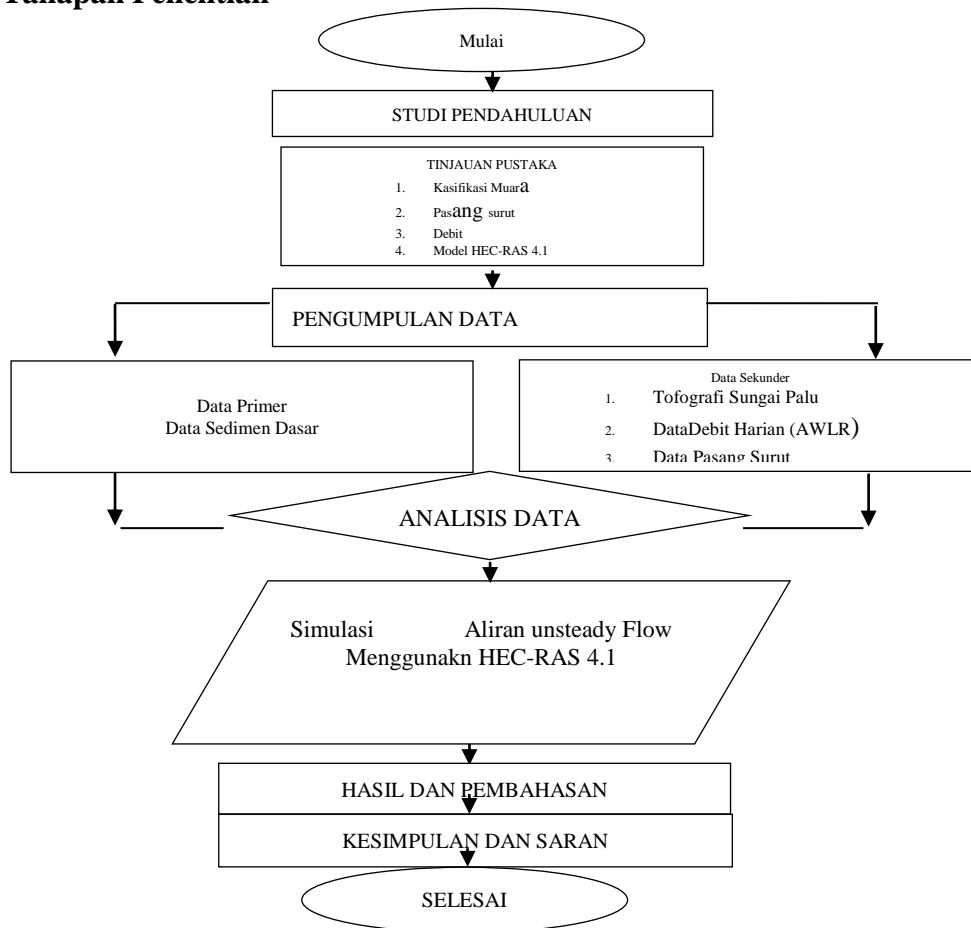 Tahapan Penelitian
Mulai
STUDI PENDAHULUAN
TINJAUAN PUSTAKA
1. Kasifikasi Muara
2. Pasang surut
3. Debit
4. Model HEC-RAS 4.1
PENGUMPULAN DATA
Data Primer
Data Sedimen Dasar
Data Sekunder
1. Tofografi Sungai Palu
2. DataDebit Harian (AWLR)
3. Data Pasang Surut
ANALISIS DATA
Simulasi Aliran unsteady Flow
Menggunakn HEC-RAS 4.1
HASIL DAN PEMBAHASAN
KESIMPULAN DAN SARAN
SELESAI